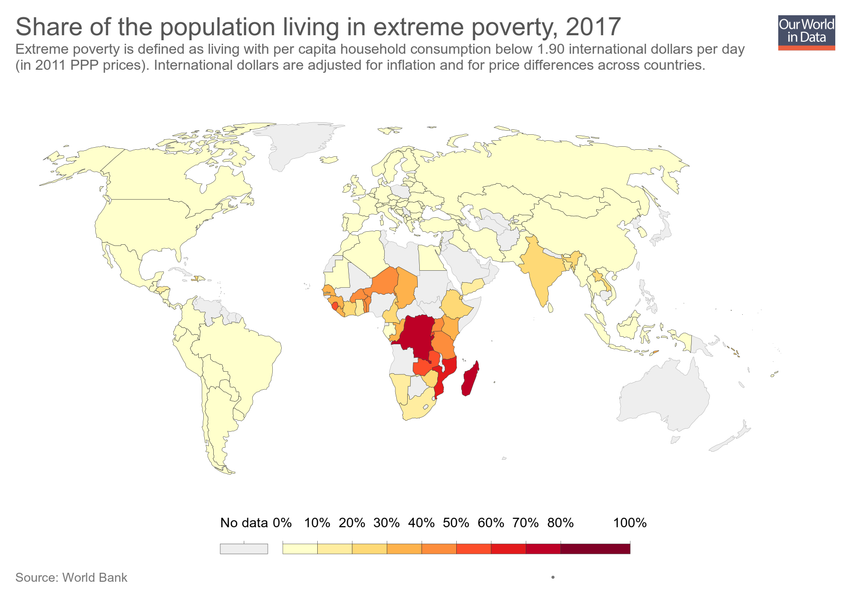 Share of the population living in extreme poverty, 2017
Our World
in Data
Extreme poverty is defined as living with per capita household consumption below 1.90 international dollars per day
(in 2011 PPP prices). International dollars are adjusted for inflation and for price differences across countries.
No data 0% 10% 20% 30% 40% 50% 60% 70% 80% 100%
Source: World Bank